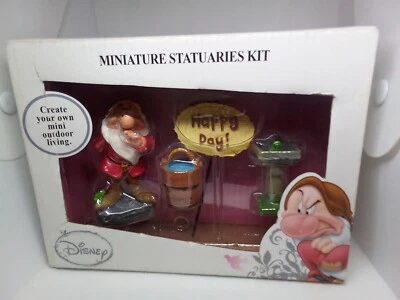 MINIATURE STATUARIES KIT
Create
your own
mini
outdoor
living.
Happy
Day!
Disney